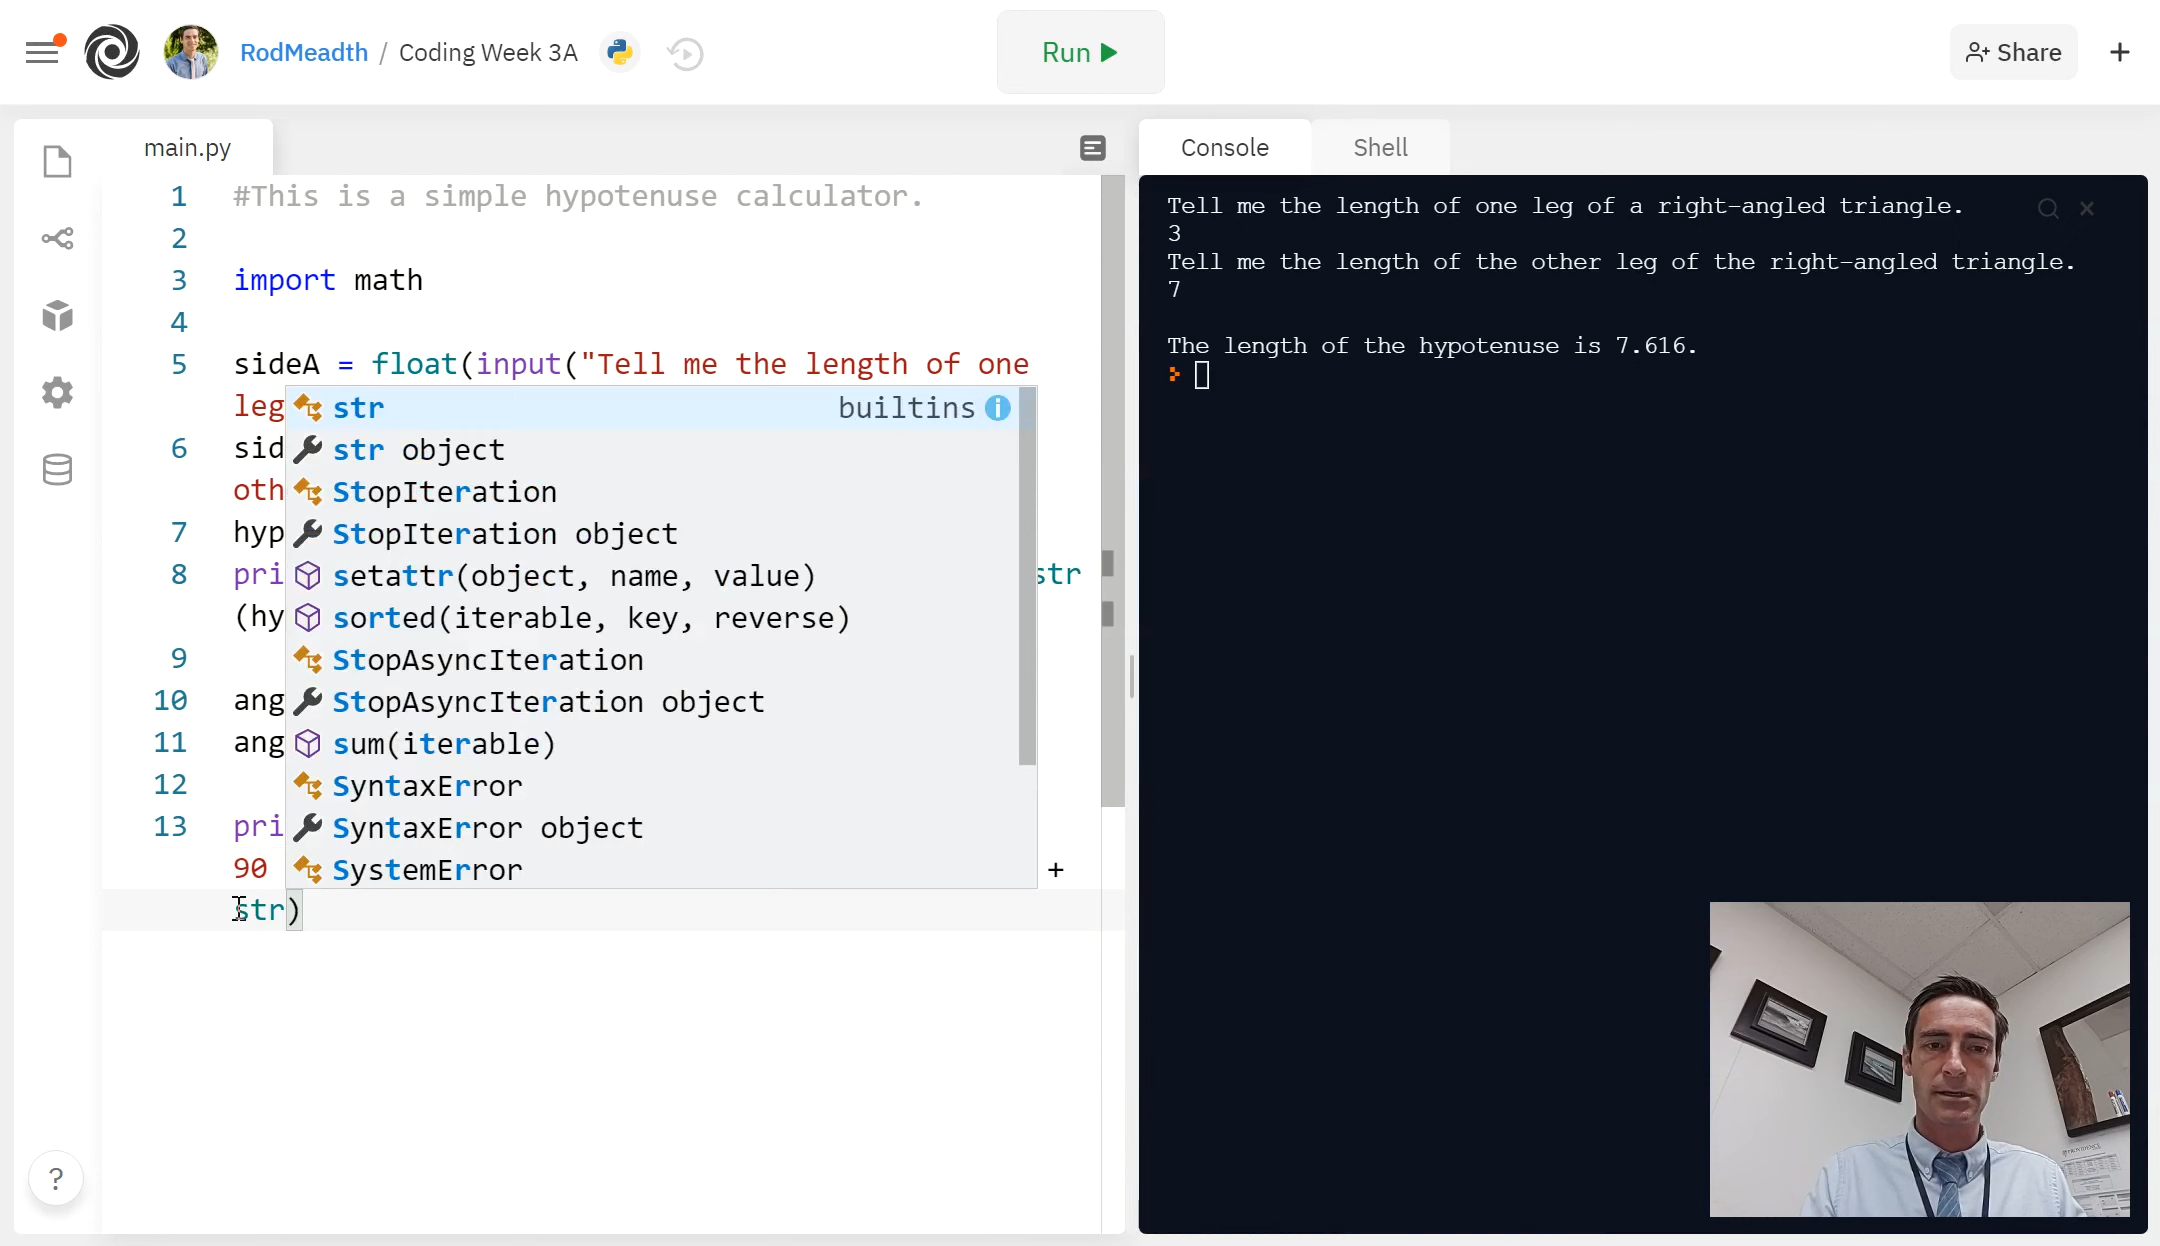 RodMeadth / Coding Week 3A
Run
Share
main.py
1 #This is a simple hypotenuse calculator.
2
3 import math
4
5 sideA = float(input("Tell me the length of one
leg
6 sid
oth
7 hyp
8 pri str
(hy
9
10 ang
11 ang
12
13 pri
90 +
str)
str builtins
str object
StopIteration
StopIteration object
setattr(object, name, value)
sorted(iterable, key, reverse)
StopAsyncIteration
StopAsyncIteration object
sum(iterable)
SyntaxError
SyntaxError object
SystemError
?
Console Shell
Tell me the length of one leg of a right-angled triangle.
3
Tell me the length of the other leg of the right-angled triangle.
7
The length of the hypotenuse is 7.616.
PROVIDENCE